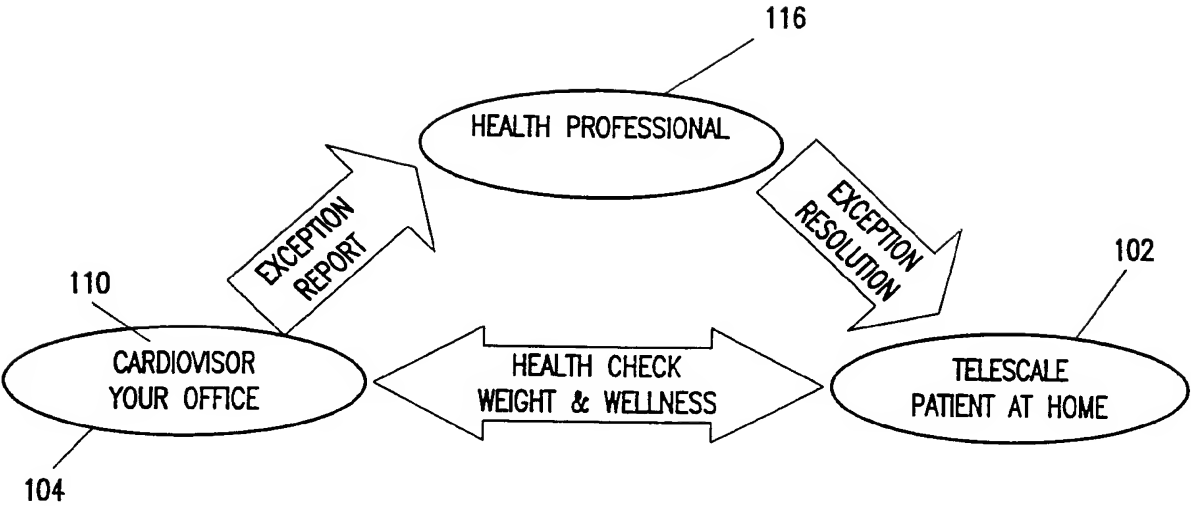 116
HEALTH PROFESSIONAL
EXCEPTION
REPORT
EXCEPTION
RESOLUTION
110
102
CARDIOVISOR
YOUR OFFICE
HEALTH CHECK
WEIGHT & WELLNESS
TELESCALE
PATIENT AT HOME
104